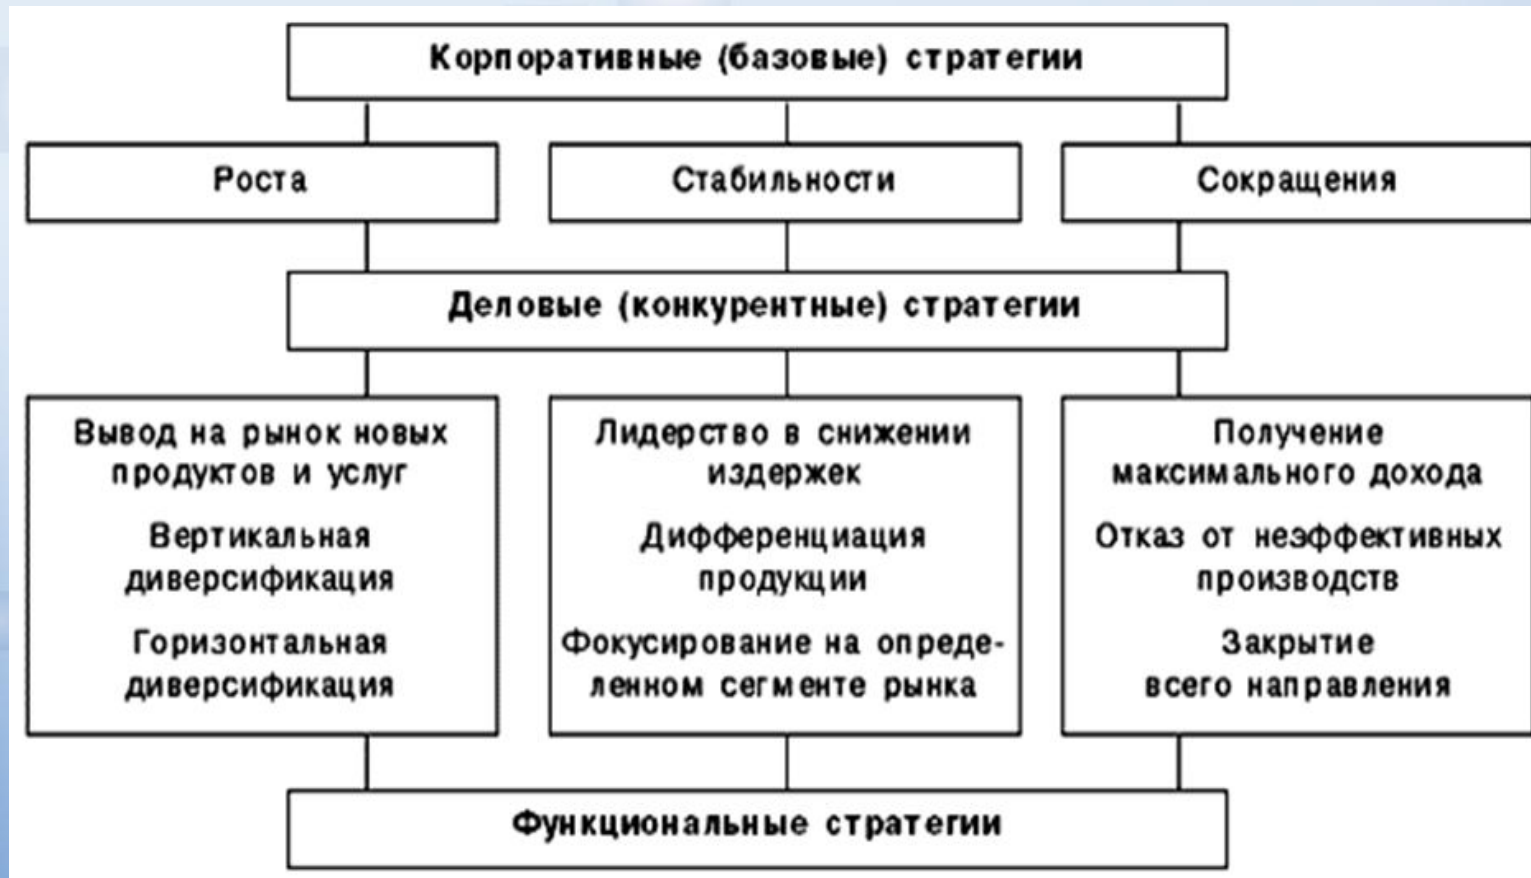 Корпоративные (базовые) стратегии
Роста
Стабильности
Сокращения
Деловые (конкурентные) стратегии
Вывод на рынок новых
продуктов и услуг
Вертикальная
диверсификация
Горизонтальная
диверсификация
Лидерство в снижении
издержек
Дифференциация
продукции
Фокусирование на опреде-
ленном сегменте рынка
Получение
максимального дохода
Отказ от неэффективных
производств
Закрытие
всего направления
Функциональные стратегии